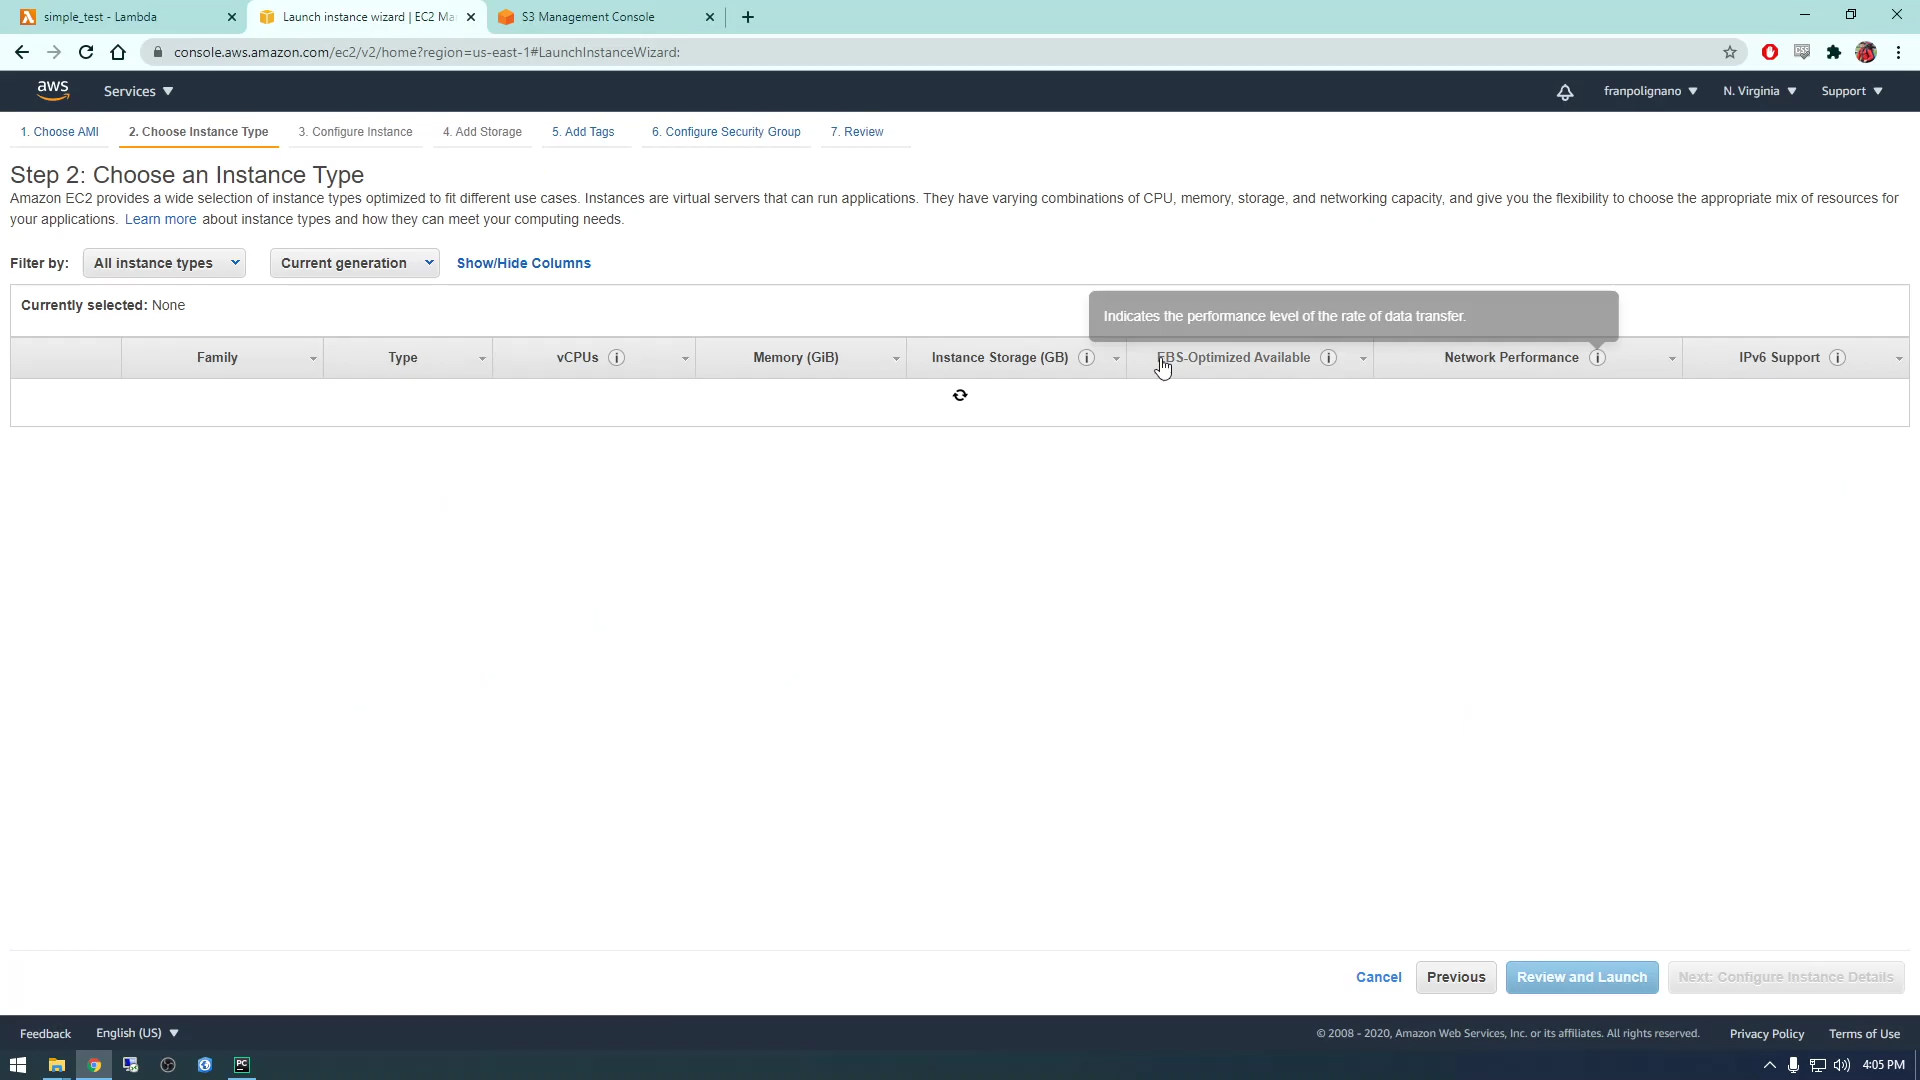 simple_test - Lambda
Launch instance wizard | EC2 Ma
S3 Management Console
console.aws.amazon.com/ec2/v2/home?region=us-east-1#LaunchInstanceWizard:
CSS
aws
Services
franpolignano
N. Virginia
Support
1. Choose AMI
2. Choose Instance Type
3. Configure Instance
4. Add Storage
5. Add Tags
6. Configure Security Group
7. Review
Step 2: Choose an Instance Type
Amazon EC2 provides a wide selection of instance types optimized to fit different use cases. Instances are virtual servers that can run applications. They have varying combinations of CPU, memory, storage, and networking capacity, and give you the flexibility to choose the appropriate mix of resources for
your applications. Learn more about instance types and how they can meet your computing needs.
Filter by:
All instance types
Current generation
Show/Hide Columns
Currently selected: None
Indicates the performance level of the rate of data transfer.
Family
Type
vCPUs
Memory (GiB)
Instance Storage (GB)
EBS-Optimized Available
Network Performance
IPv6 Support
Cancel
Previous
Review and Launch
Next: Configure Instance Details
Feedback
English (US)
© 2008 - 2020, Amazon Web Services, Inc. or its affiliates. All rights reserved.
Privacy Policy
Terms of Use
PC
4:05 PM